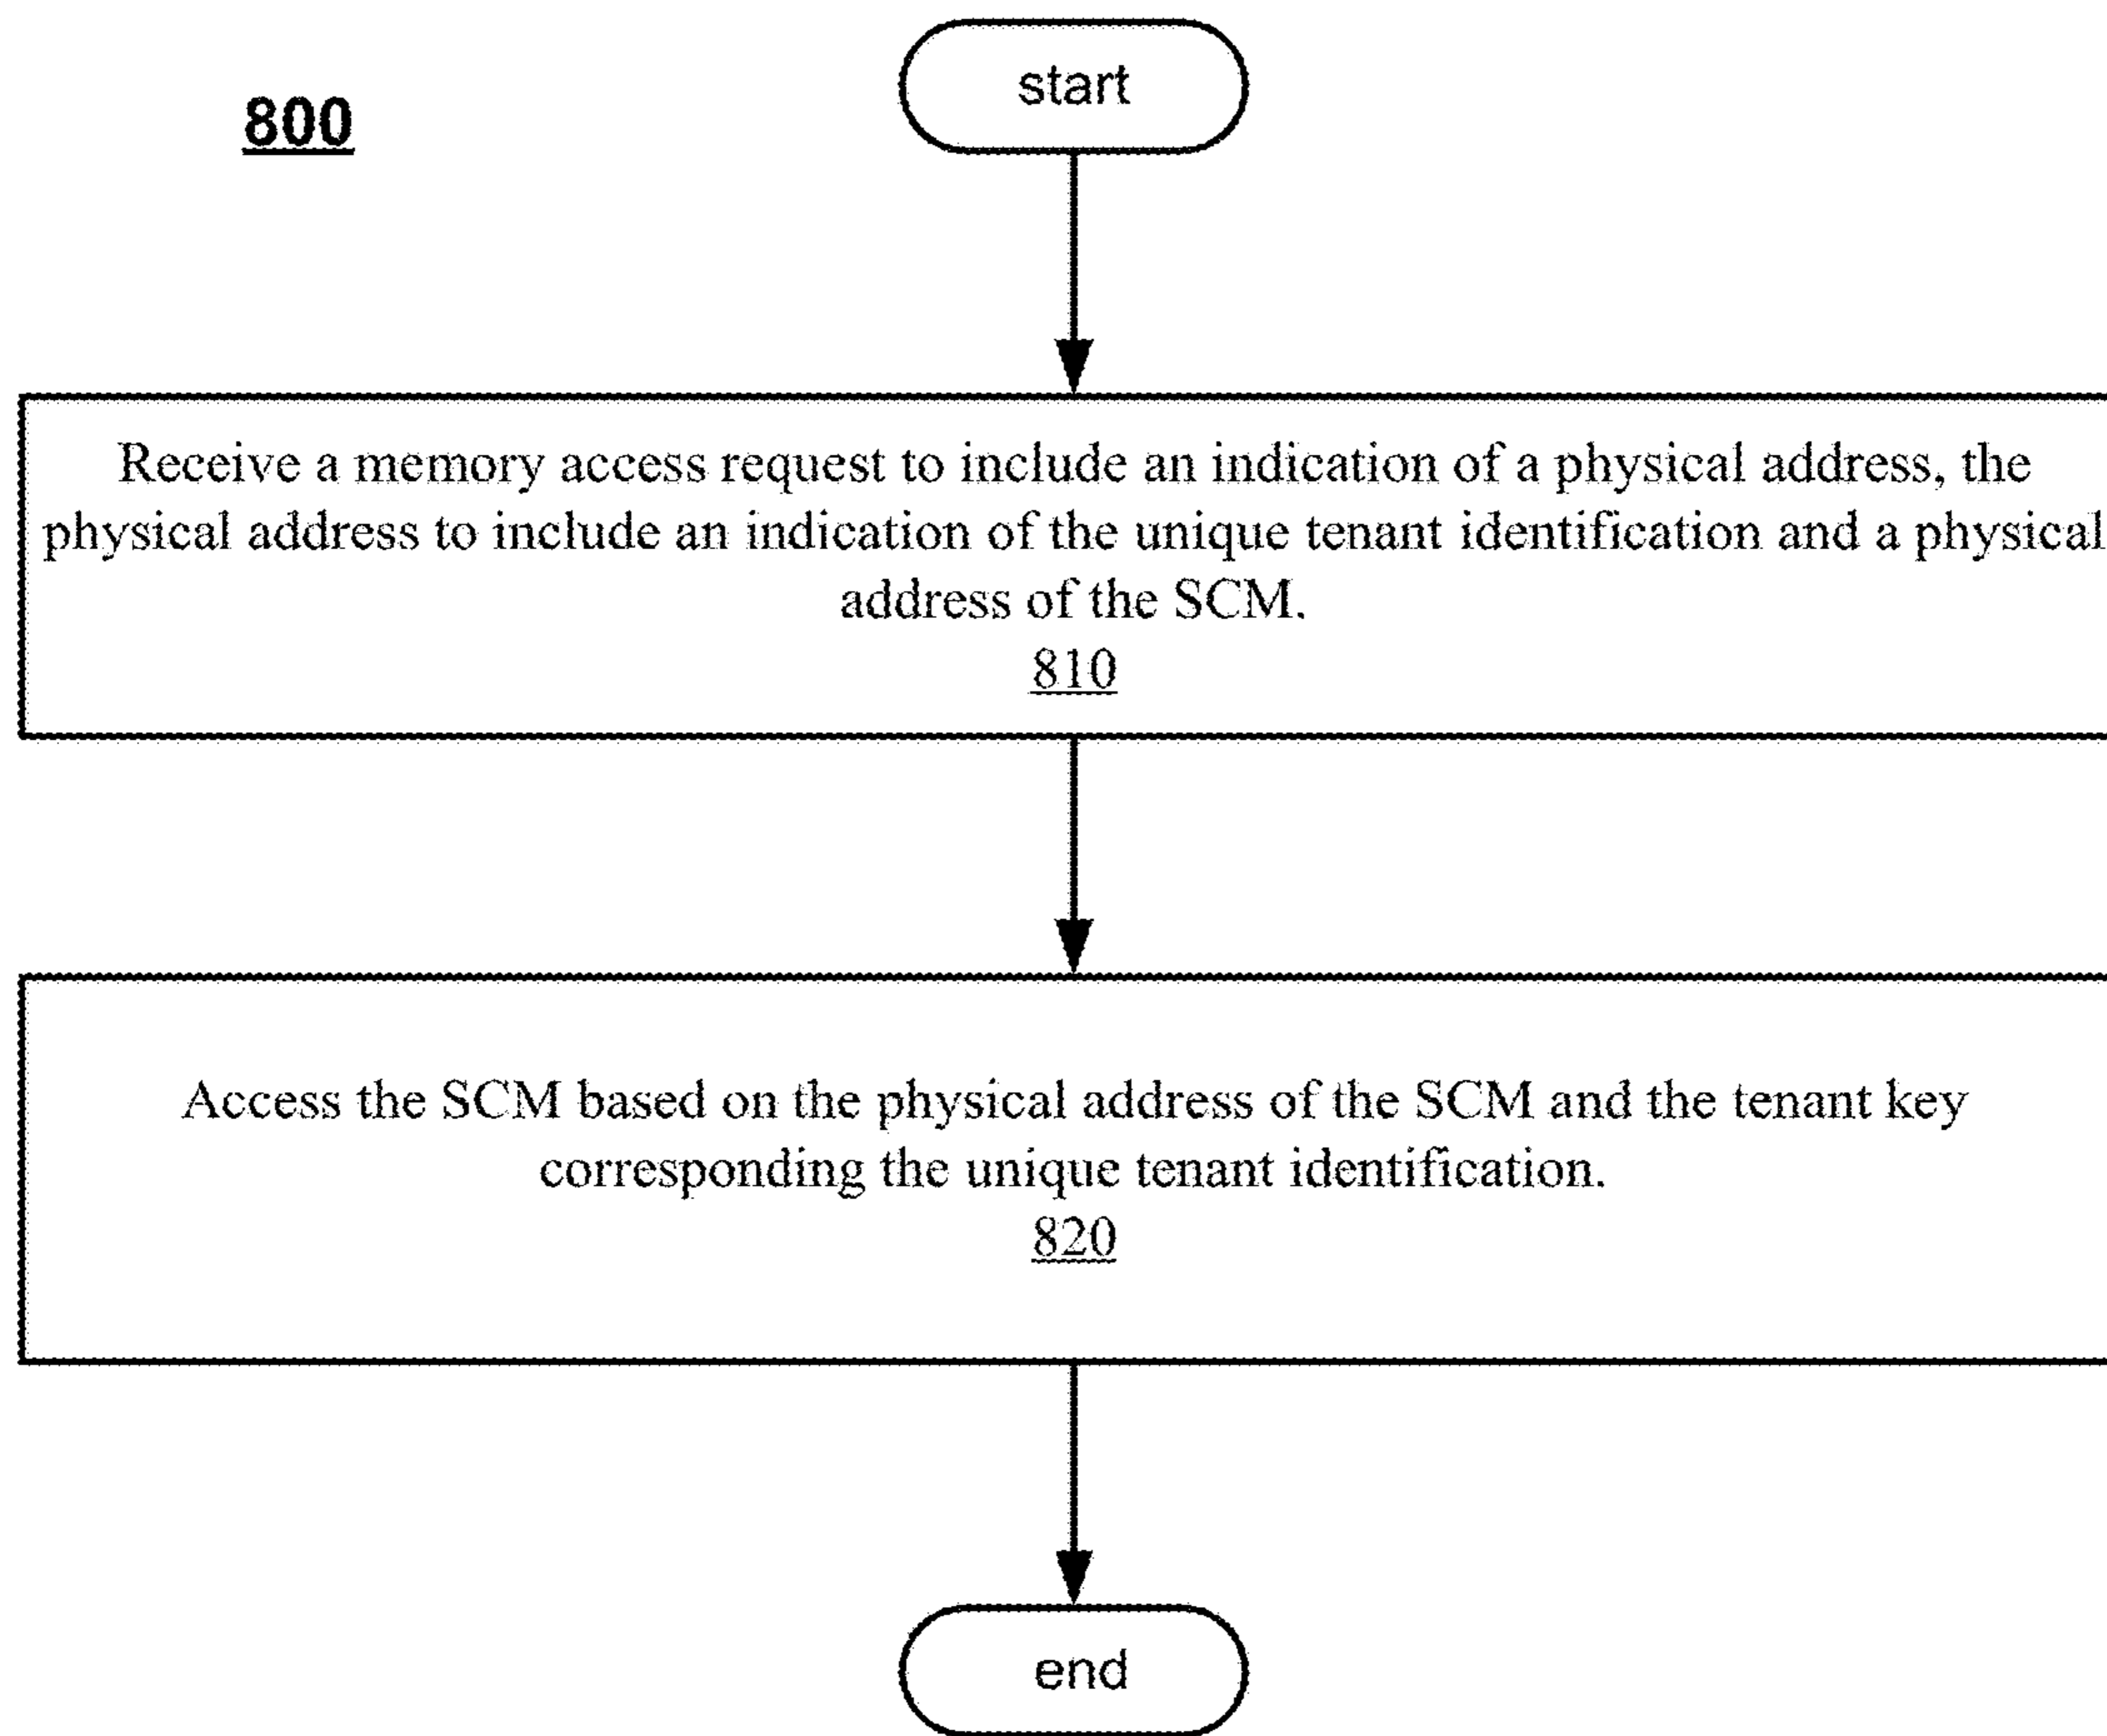 start
800
Receive a memory access request to include an indication of a physical address, the
physical address to include an indication of the unique tenant identification and a physical
address of the SCM.
810
Access the SCM based on the physical address of the SCM and the tenant key
corresponding the unique tenant identification.
820
end